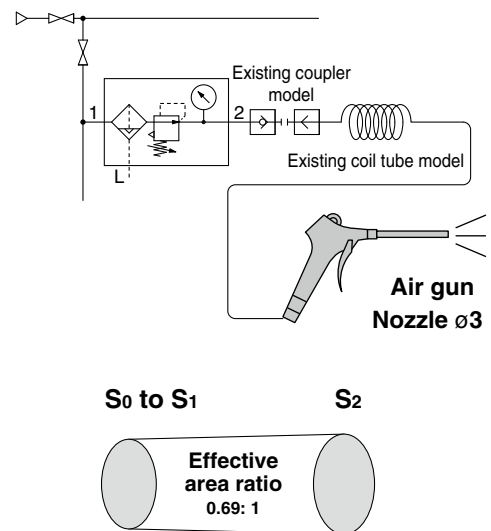 Existing coupler
model
1
2
L
Existing coil tube model
Air gun
Nozzle ø3
S0 to S1
S2
Effective
area ratio
0.69: 1